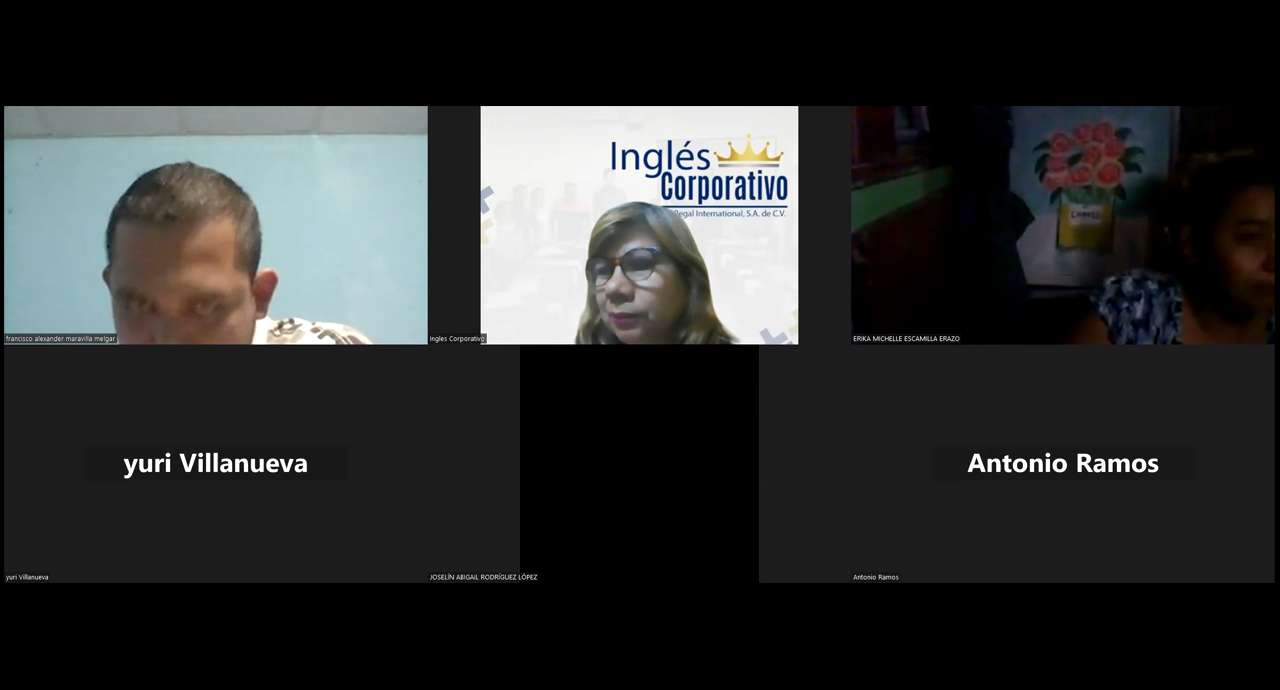 Inglés
Corporativo
Regal International, S.A. de C.V.
francisco alexander maravilla melgar
Ingles Corporativo
ERIKA MICHELLE ESCAMILLA ERAZO
yuri Villanueva
Antonio Ramos
yuri Villanueva
JOSELÍN ABIGAIL RODRÍGUEZ LÓPEZ
Antonio Ramos